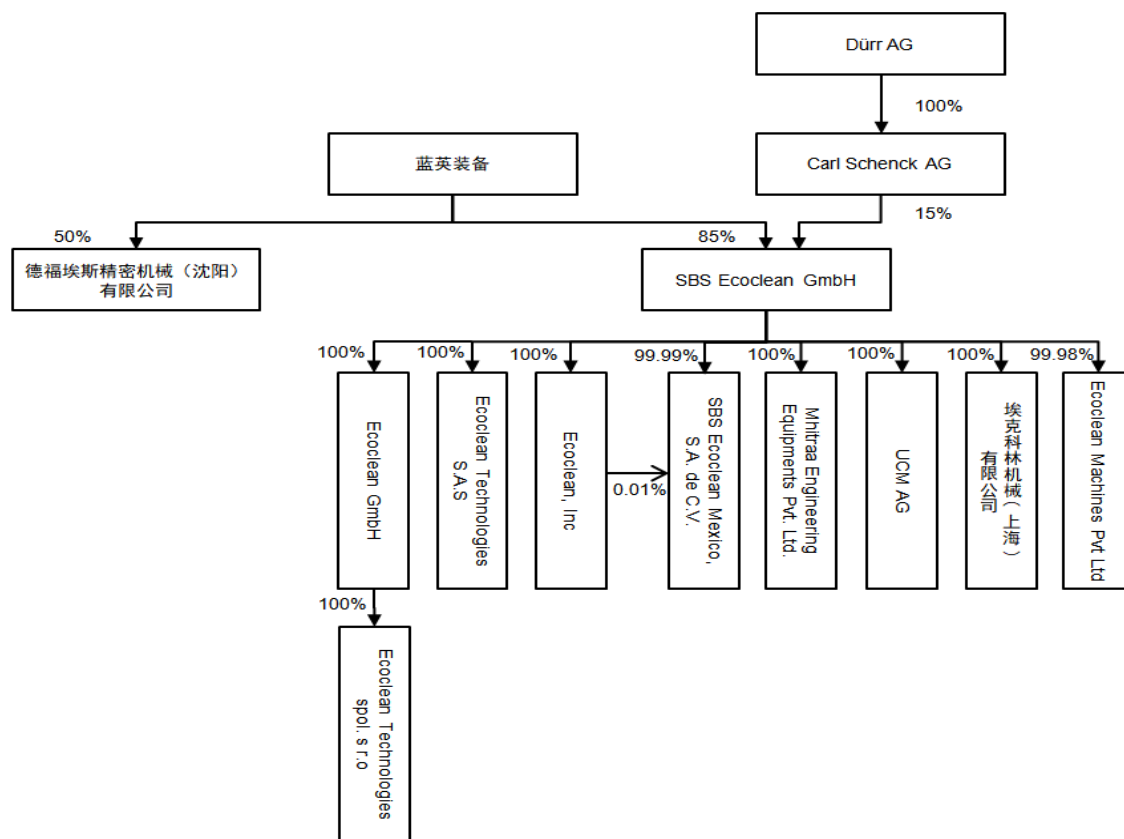 Dürr AG
100%
蓝英装备
Carl Schenck AG
15%
50%
85%
德福埃斯精密机械（沈阳）
有限公司
SBS Ecoclean GmbH
100%
100%
100%
99.99%
100%
100%
100%
99.98%
Ecoclean GmbH
Ecoclean Technologies
S.A.S
Ecoclean, Inc
0.01%
SBS Ecoclean Mexico,
S.A. de C.V.
Mhitraa Engineering
Equipments Pvt. Ltd.
UCM AG
埃克科林机械（上海）
有限公司
Ecoclean Machines Pvt Ltd
100%
Ecoclean Technologies
spol. s r.o